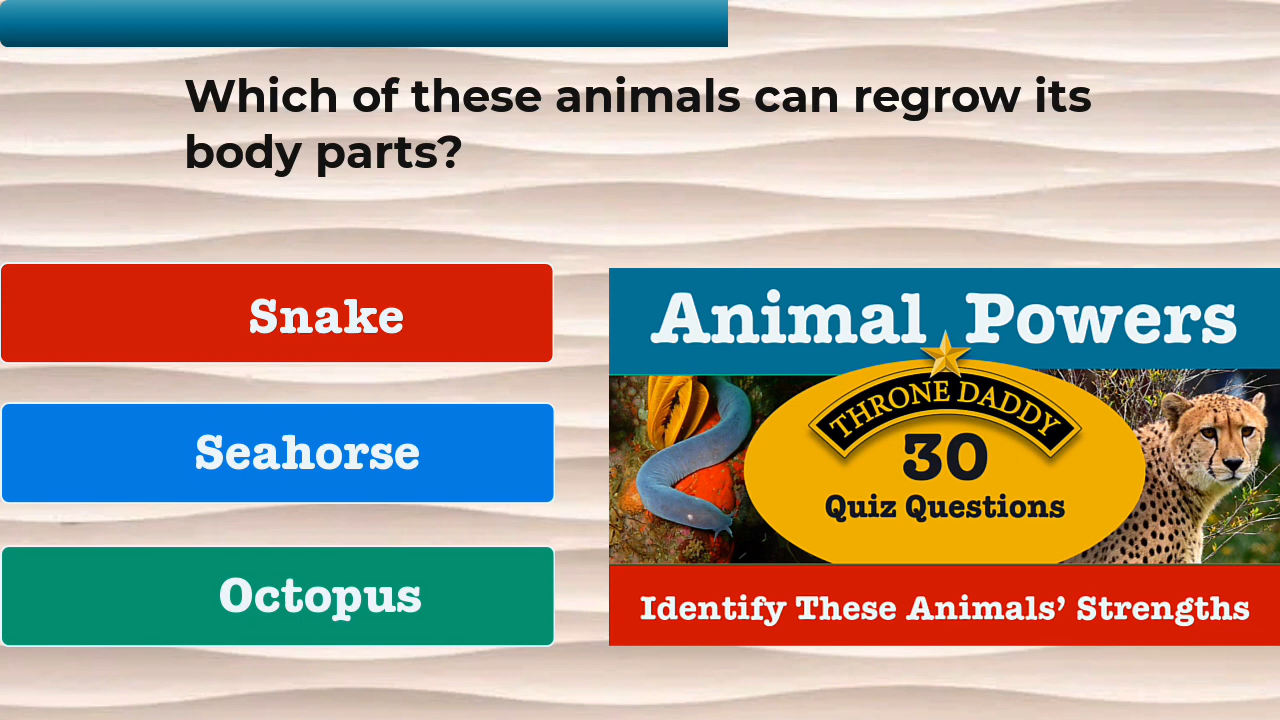 Which of these animals can regrow its
body parts?
Snake
Seahorse
Octopus
Animal Powers
THRONE DADDY
30
Quiz Questions
Identify These Animals’ Strengths